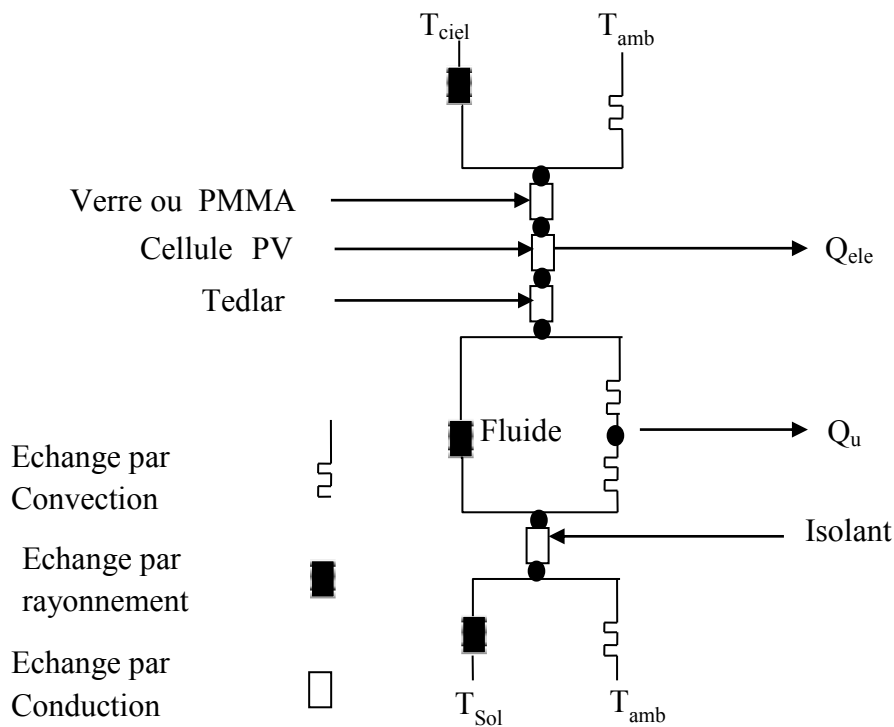 T_ciel
T_amb
Verre ou PMMA
Cellule PV
Q_ele
Tedlar
Fluide
Q_u
Echange par
Convection
Isolant
Echange par
rayonnement
Echange par
Conduction
T_Sol
T_amb